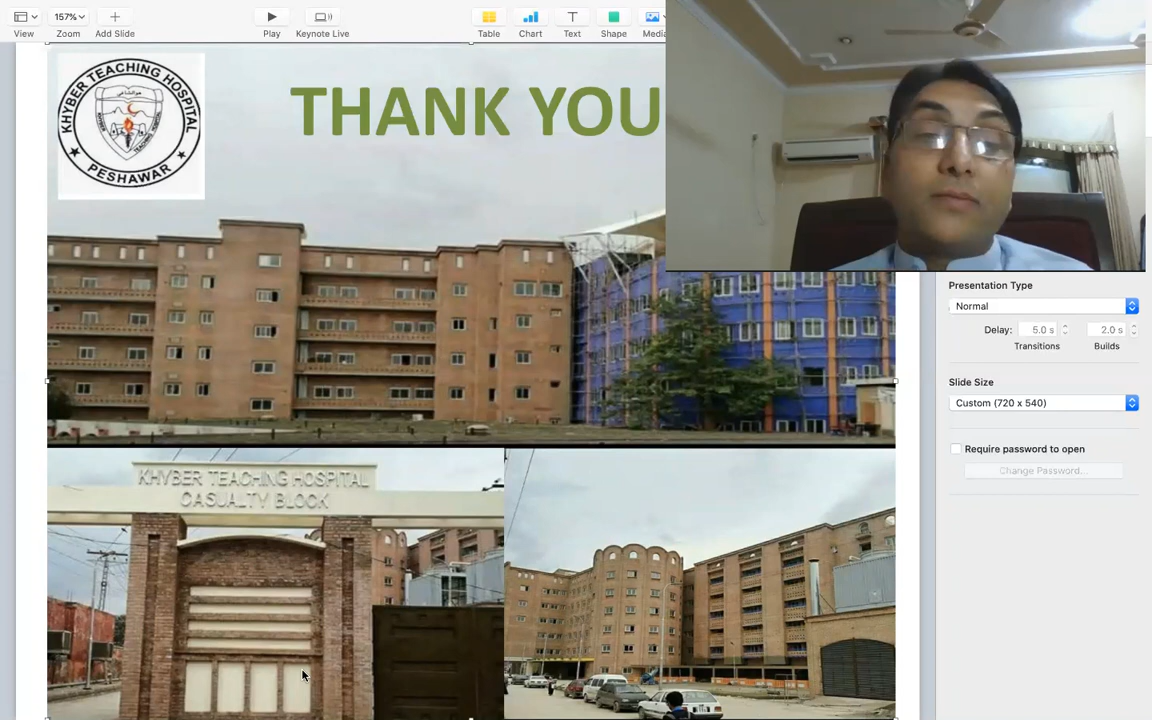 157%
View
Zoom
Add Slide
Play
Keynote Live
Table
Chart
Text
Shape
Media
KHYBER TEACHING HOSPITAL
PESHAWAR
THANK YOU
Presentation Type
Normal
Delay:
5.0 s
2.0 s
Transitions
Builds
Slide Size
Custom (720 x 540)
Require password to open
Change Password...
KHYBER TEACHING HOSPITAL
CASUALTY BLOCK